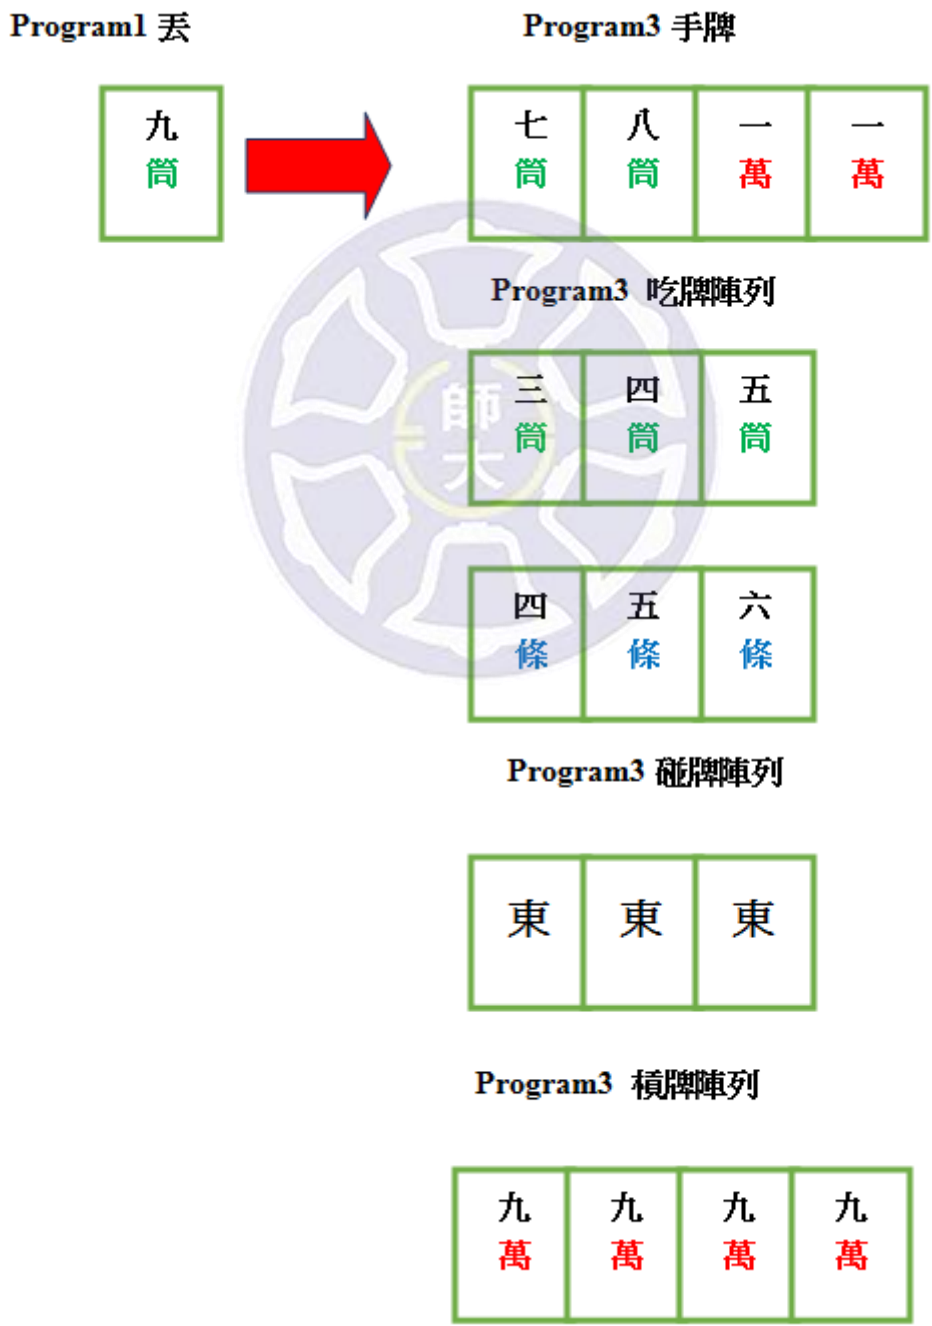 Program1 丟
Program3 手牌
九 七 八 一 一
筒 筒 筒 萬 萬
Program3 吃牌陣列
三 四 五
筒 筒 筒
師
大
四 五 六
條 條 條
Program3 碰牌陣列
東 東 東
Program3 槓牌陣列
九 九 九 九
萬 萬 萬 萬